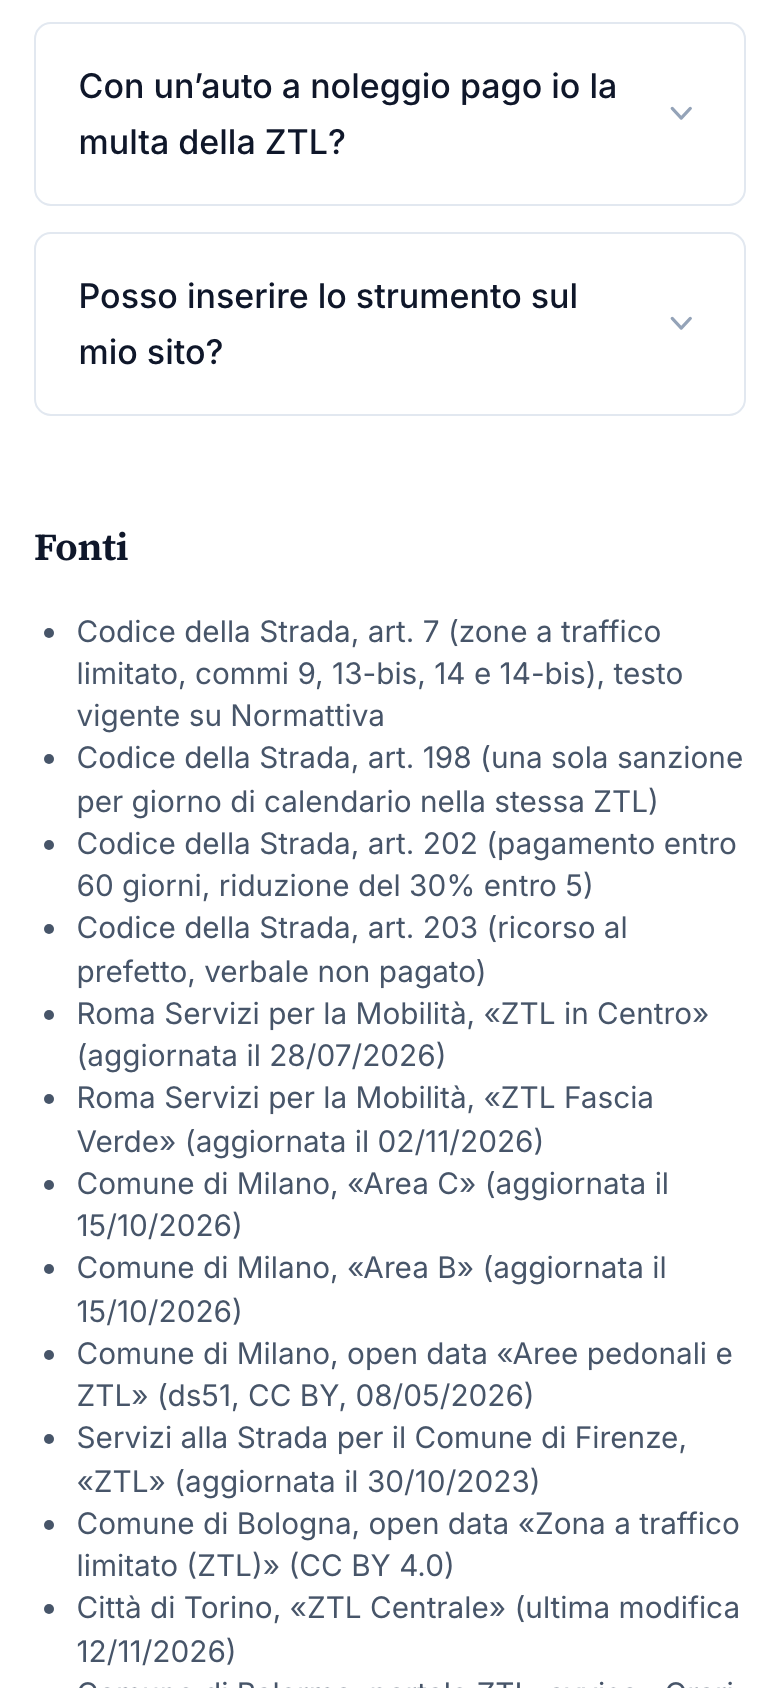 Con un’auto a noleggio pago io la
multa della ZTL?
Posso inserire lo strumento sul
mio sito?
Fonti
• Codice della Strada, art. 7 (zone a traffico
limitato, commi 9, 13-bis, 14 e 14-bis), testo
vigente su Normattiva
• Codice della Strada, art. 198 (una sola sanzione
per giorno di calendario nella stessa ZTL)
• Codice della Strada, art. 202 (pagamento entro
60 giorni, riduzione del 30% entro 5)
• Codice della Strada, art. 203 (ricorso al
prefetto, verbale non pagato)
• Roma Servizi per la Mobilità, «ZTL in Centro»
(aggiornata il 28/07/2026)
• Roma Servizi per la Mobilità, «ZTL Fascia
Verde» (aggiornata il 02/11/2026)
• Comune di Milano, «Area C» (aggiornata il
15/10/2026)
• Comune di Milano, «Area B» (aggiornata il
15/10/2026)
• Comune di Milano, open data «Aree pedonali e
ZTL» (ds51, CC BY, 08/05/2026)
• Servizi alla Strada per il Comune di Firenze,
«ZTL» (aggiornata il 30/10/2023)
• Comune di Bologna, open data «Zona a traffico
limitato (ZTL)» (CC BY 4.0)
• Città di Torino, «ZTL Centrale» (ultima modifica
12/11/2026)